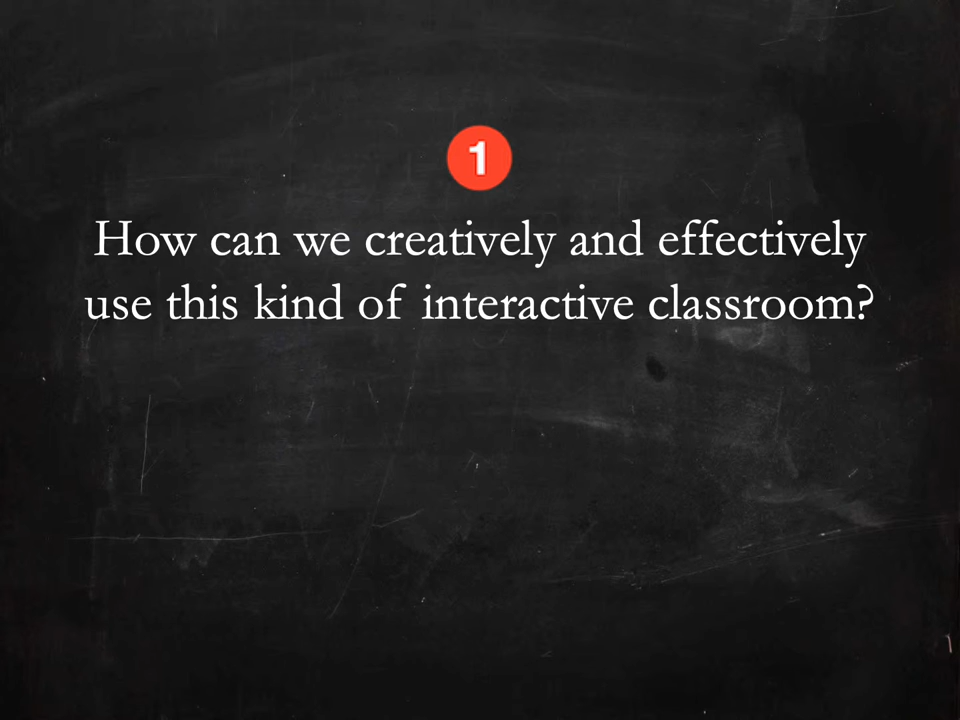 1
How can we creatively and effectively
use this kind of interactive classroom?